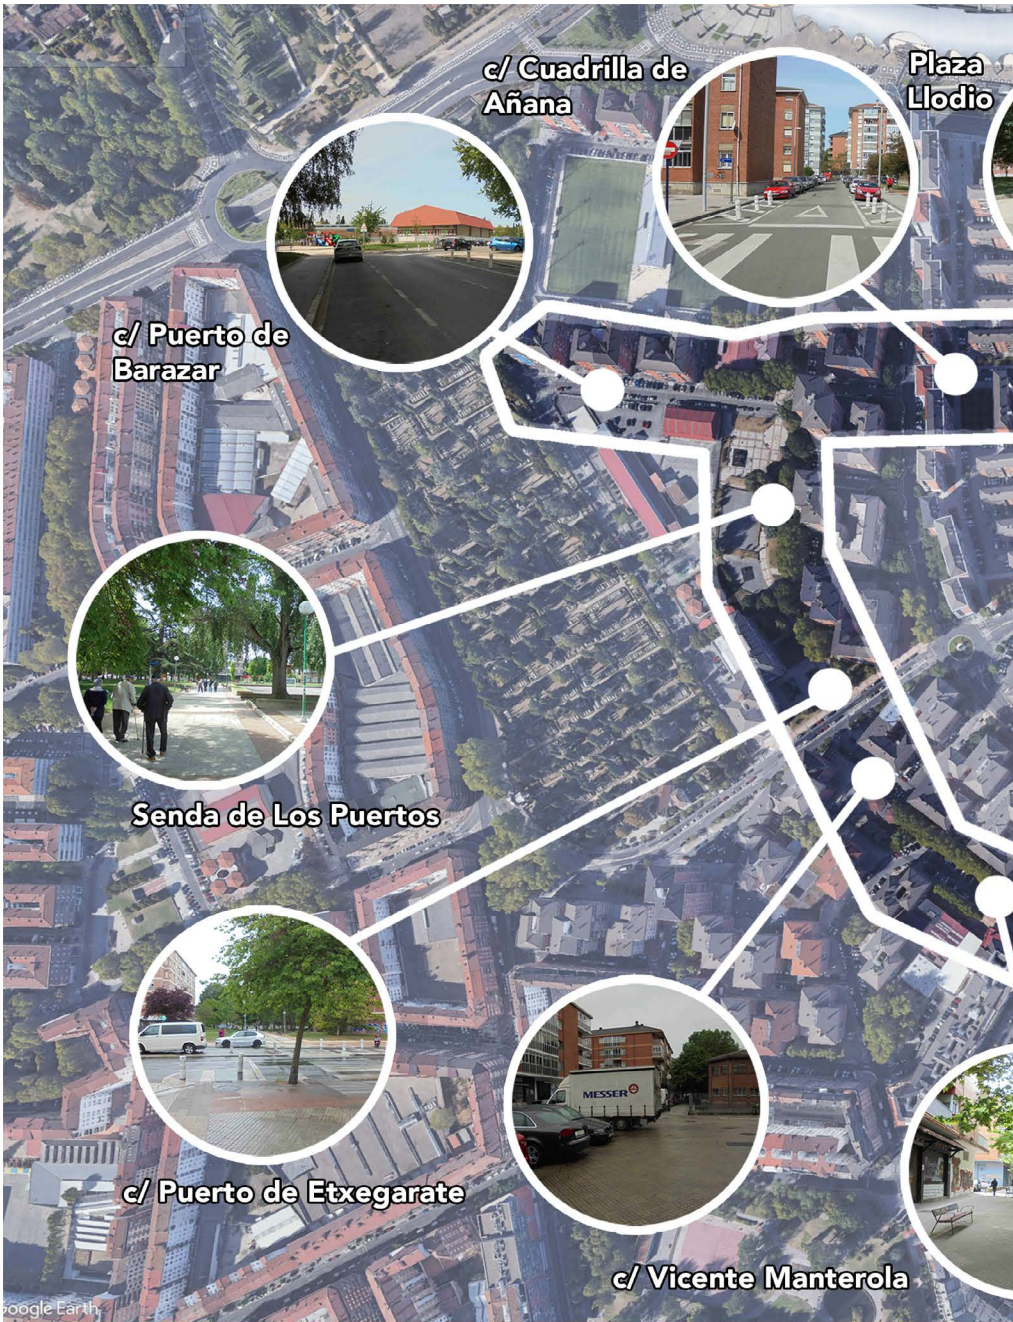 c/ Cuadrilla de
Añana
Plaza
Llodio
c/ Puerto de
Barazar
Senda de Los Puertos
MESSER
c/ Puerto de Etxegarate
c/ Vicente Manterola
Google Earth